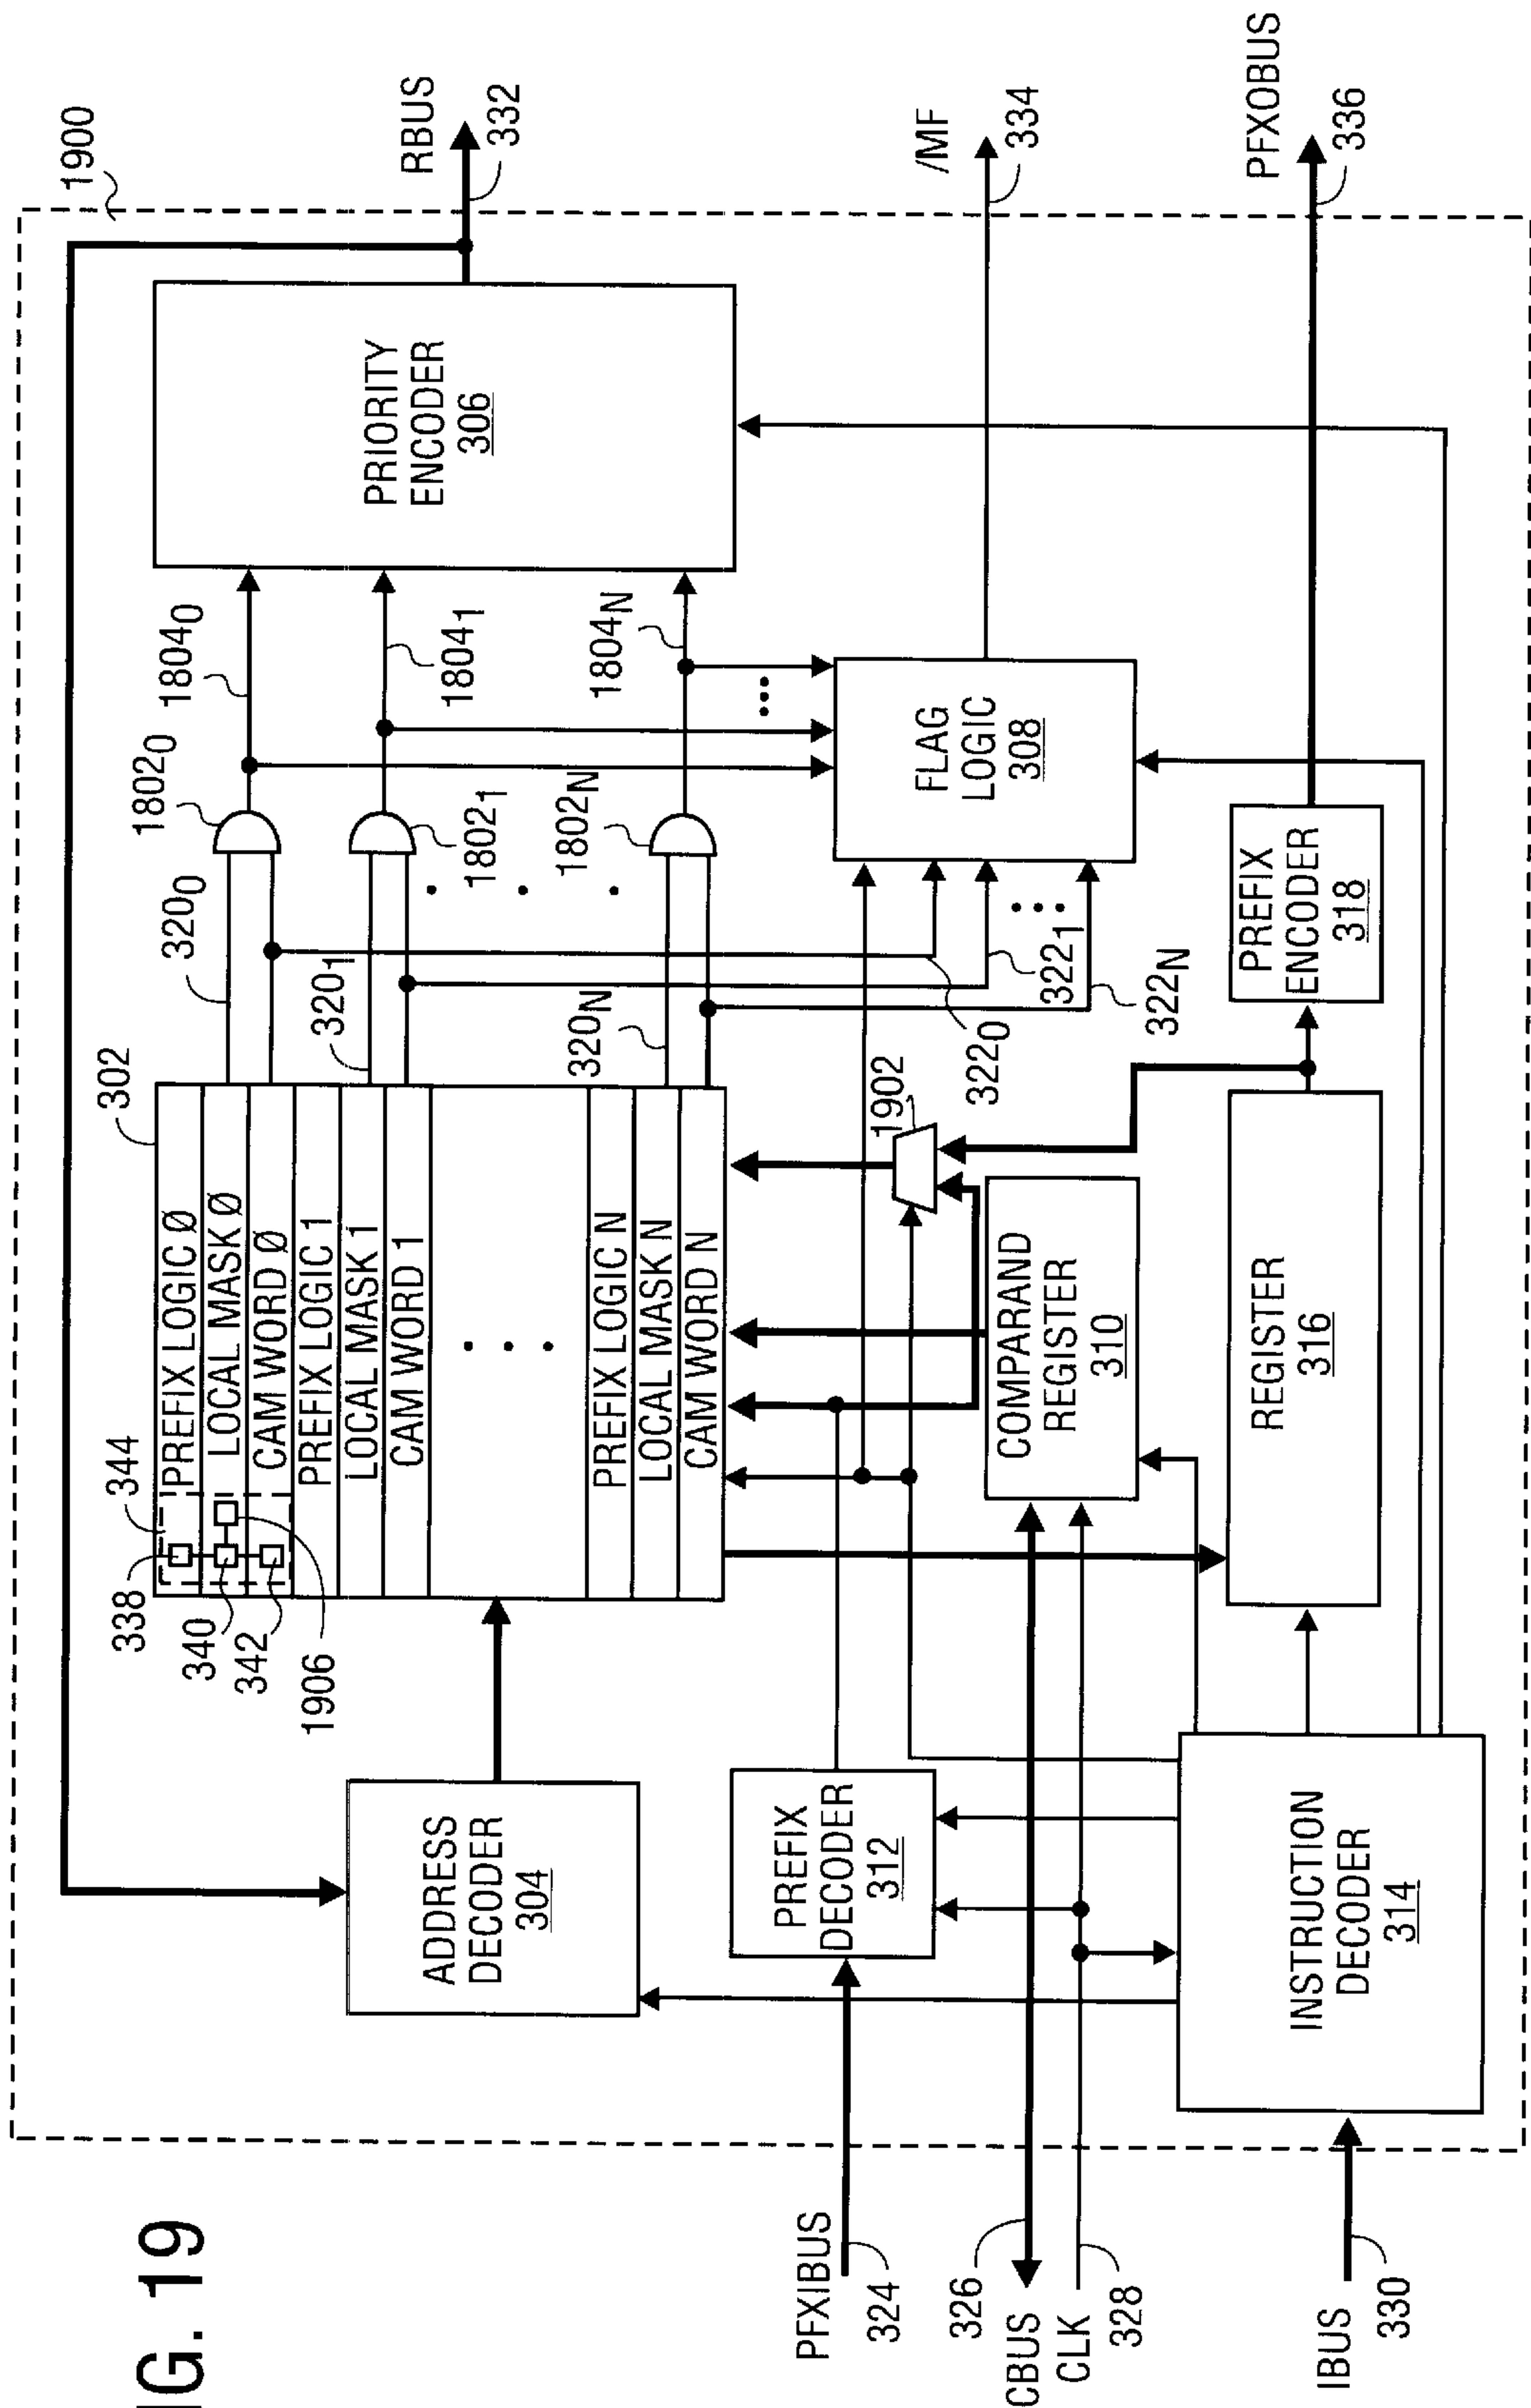 IG. 19
1900
RBUS
332
/MF
334
PFXOBUS
336
PRIORITY
ENCODER
306
1804₀
1804₁
1804N
1802₀
1802₁
1802N
320₀
320₁
320N
322₀
322₁
322N
FLAG
LOGIC
308
PREFIX
ENCODER
318
302
PREFIX LOGIC Ø
LOCAL MASK Ø
CAM WORD Ø
PREFIX LOGIC 1
LOCAL MASK 1
CAM WORD 1
PREFIX LOGIC N
LOCAL MASK N
CAM WORD N
344
338
340
342
1906
1902
COMPARAND
REGISTER
310
REGISTER
316
ADDRESS
DECODER
304
PREFIX
DECODER
312
INSTRUCTION
DECODER
314
PFXIBUS
324
326
CBUS
CLK
328
IBUS
330